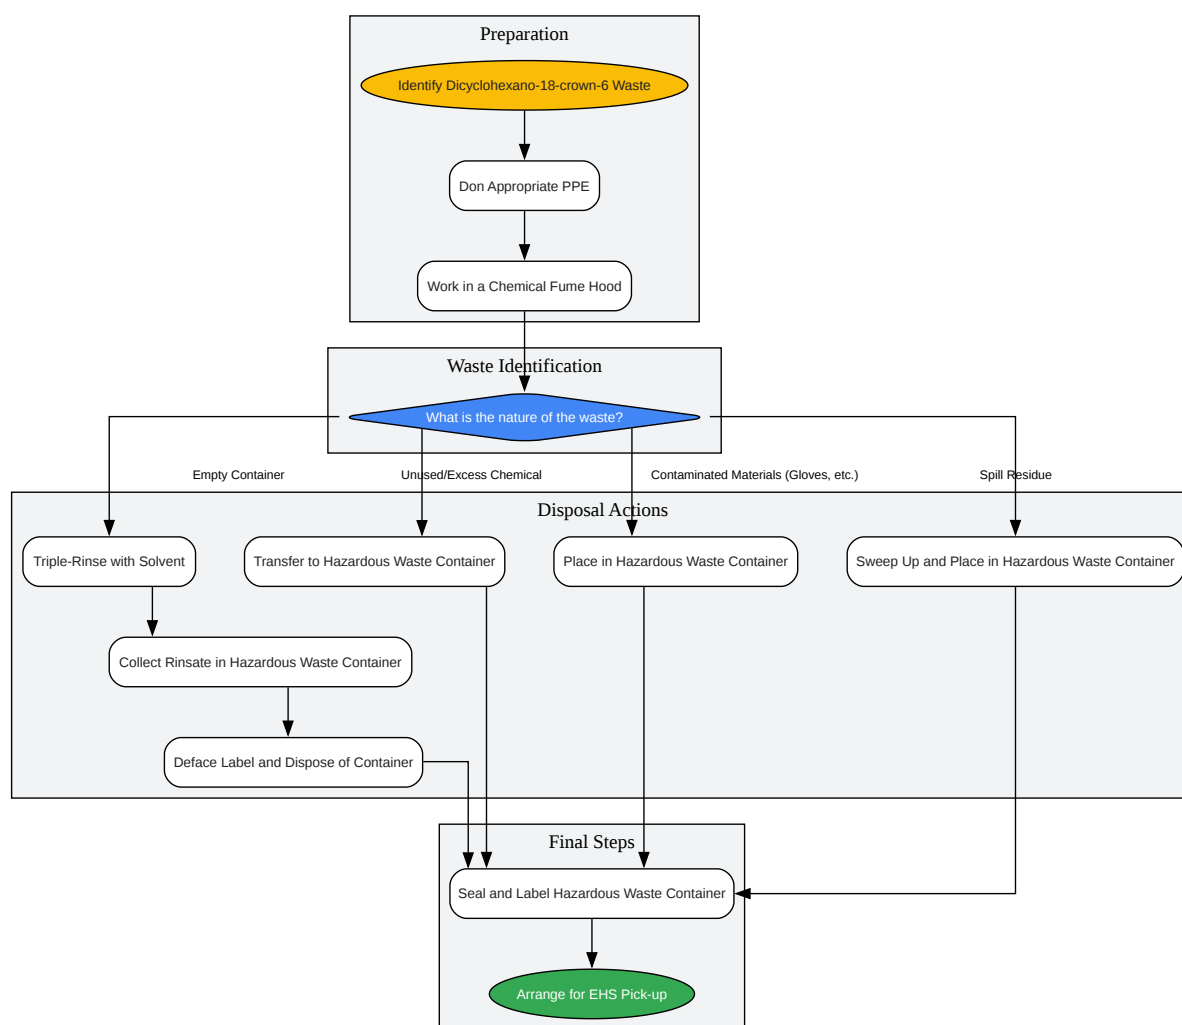 Preparation
Identify Dicyclohexano-18-crown-6 Waste
Don Appropriate PPE
Work in a Chemical Fume Hood
Waste Identification
What is the nature of the waste?
Empty Container
Unused/Excess Chemical
Contaminated Materials (Gloves, etc.)
Spill Residue
Disposal Actions
Triple-Rinse with Solvent
Transfer to Hazardous Waste Container
Place in Hazardous Waste Container
Sweep Up and Place in Hazardous Waste Container
Collect Rinsate in Hazardous Waste Container
Deface Label and Dispose of Container
Final Steps
Seal and Label Hazardous Waste Container
Arrange for EHS Pick-up